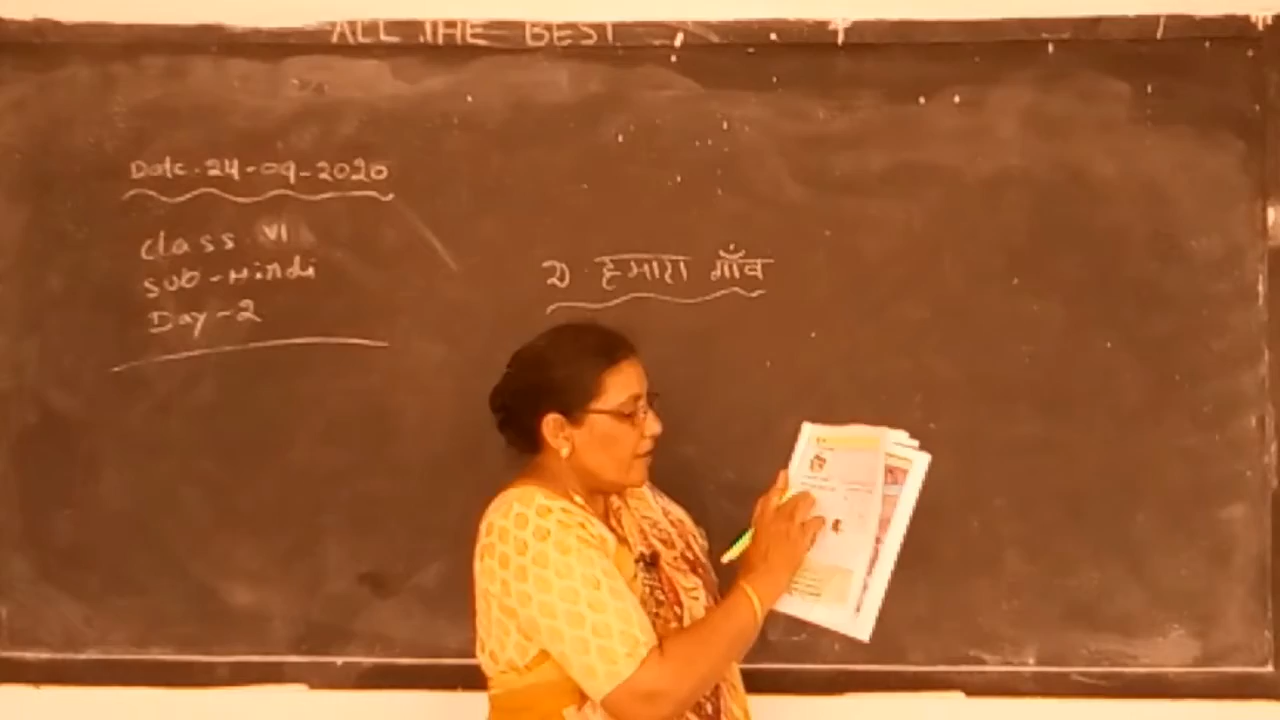 ALL THE BEST
Date. 24-09-2020
Class VI
Sub-Hindi
Day-2
2. हमारा गाँव